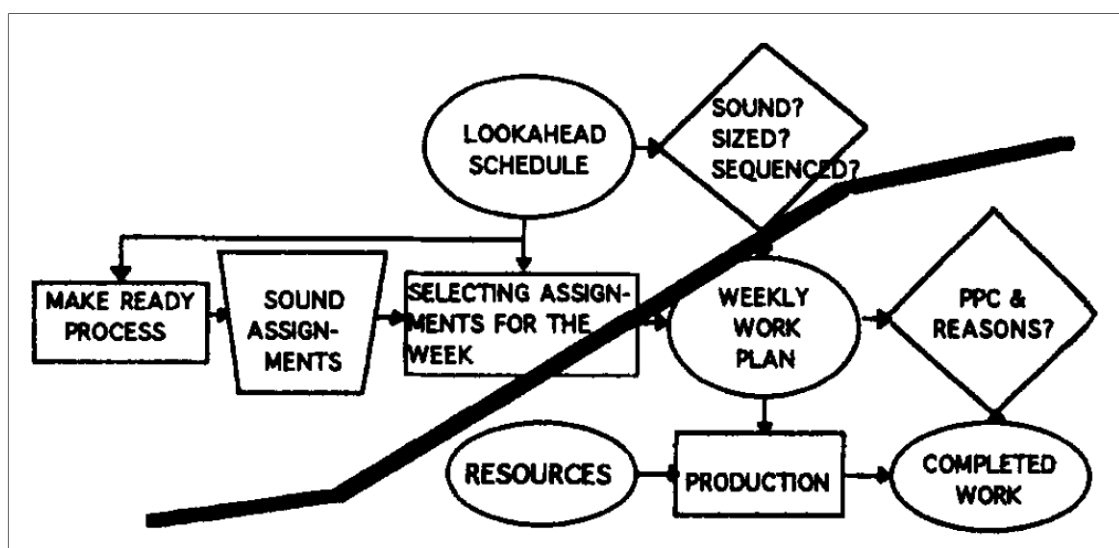 LOOKAHEAD
SCHEDULE
SOUND?
SIZED?
SEQUENCED?
MAKE READY
PROCESS
SOUND
ASSIGN-
MENTS
SELECTING ASSIGN-
MENTS FOR THE
WEEK
WEEKLY
WORK
PLAN
PPC &
REASONS?
RESOURCES
PRODUCTION
COMPLETED
WORK